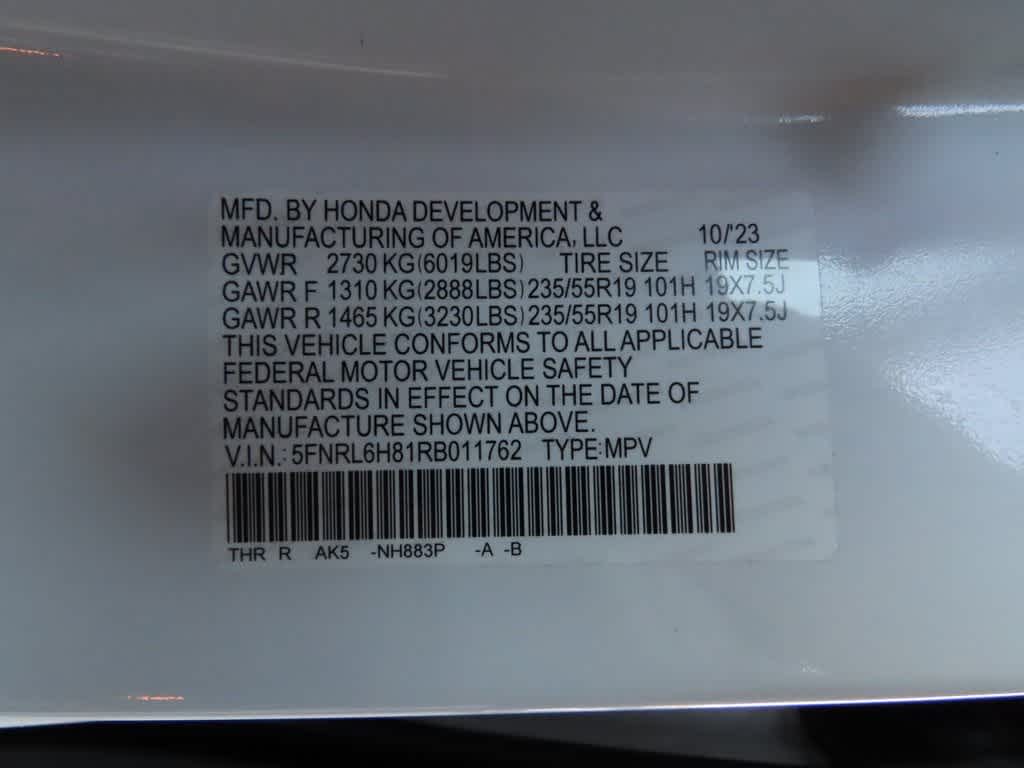 MFD. BY HONDA DEVELOPMENT &
MANUFACTURING OF AMERICA, LLC 10/'23
GVWR 2730 KG(6019LBS) TIRE SIZE RIM SIZE
GAWR F 1310 KG(2888LBS) 235/55R19 101H 19X7.5J
GAWR R 1465 KG(3230LBS) 235/55R19 101H 19X7.5J
THIS VEHICLE CONFORMS TO ALL APPLICABLE
FEDERAL MOTOR VEHICLE SAFETY
STANDARDS IN EFFECT ON THE DATE OF
MANUFACTURE SHOWN ABOVE.
V.I.N.: 5FNRL6H81RB011762 TYPE:MPV
THR R AK5 -NH883P -A -B